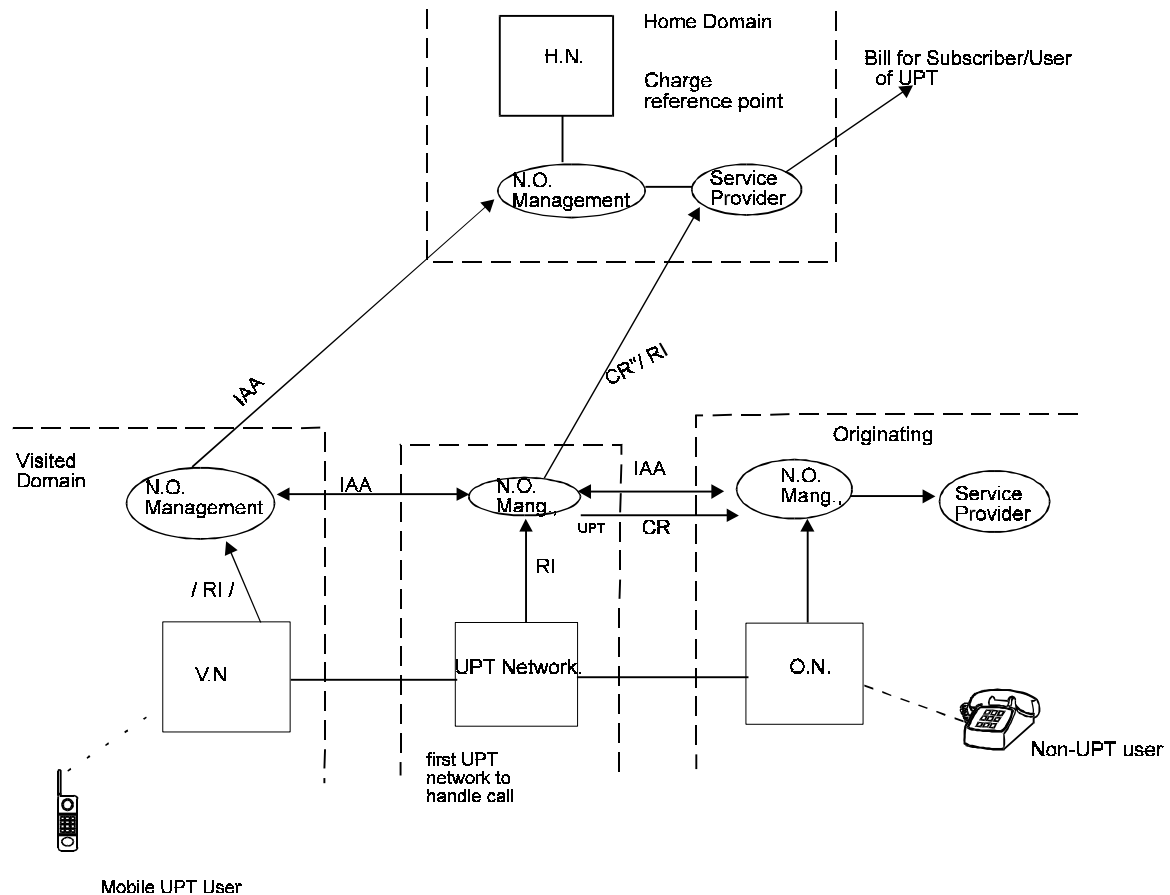 Home Domain
H.N.
Bill for Subscriber/User
of UPT
Charge
reference point
N.O.
Management
Service
Provider
CR"/ RI
IAA
Originating
Visited
Domain
N.O.
Management
IAA
N.O.
Mang.,
IAA
UPT
CR
N.O.
Mang.,
Service
Provider
RI
/ RI /
V.N
UPT Network.
O.N.
first UPT
network to
handle call
Non-UPT user
Mobile UPT User